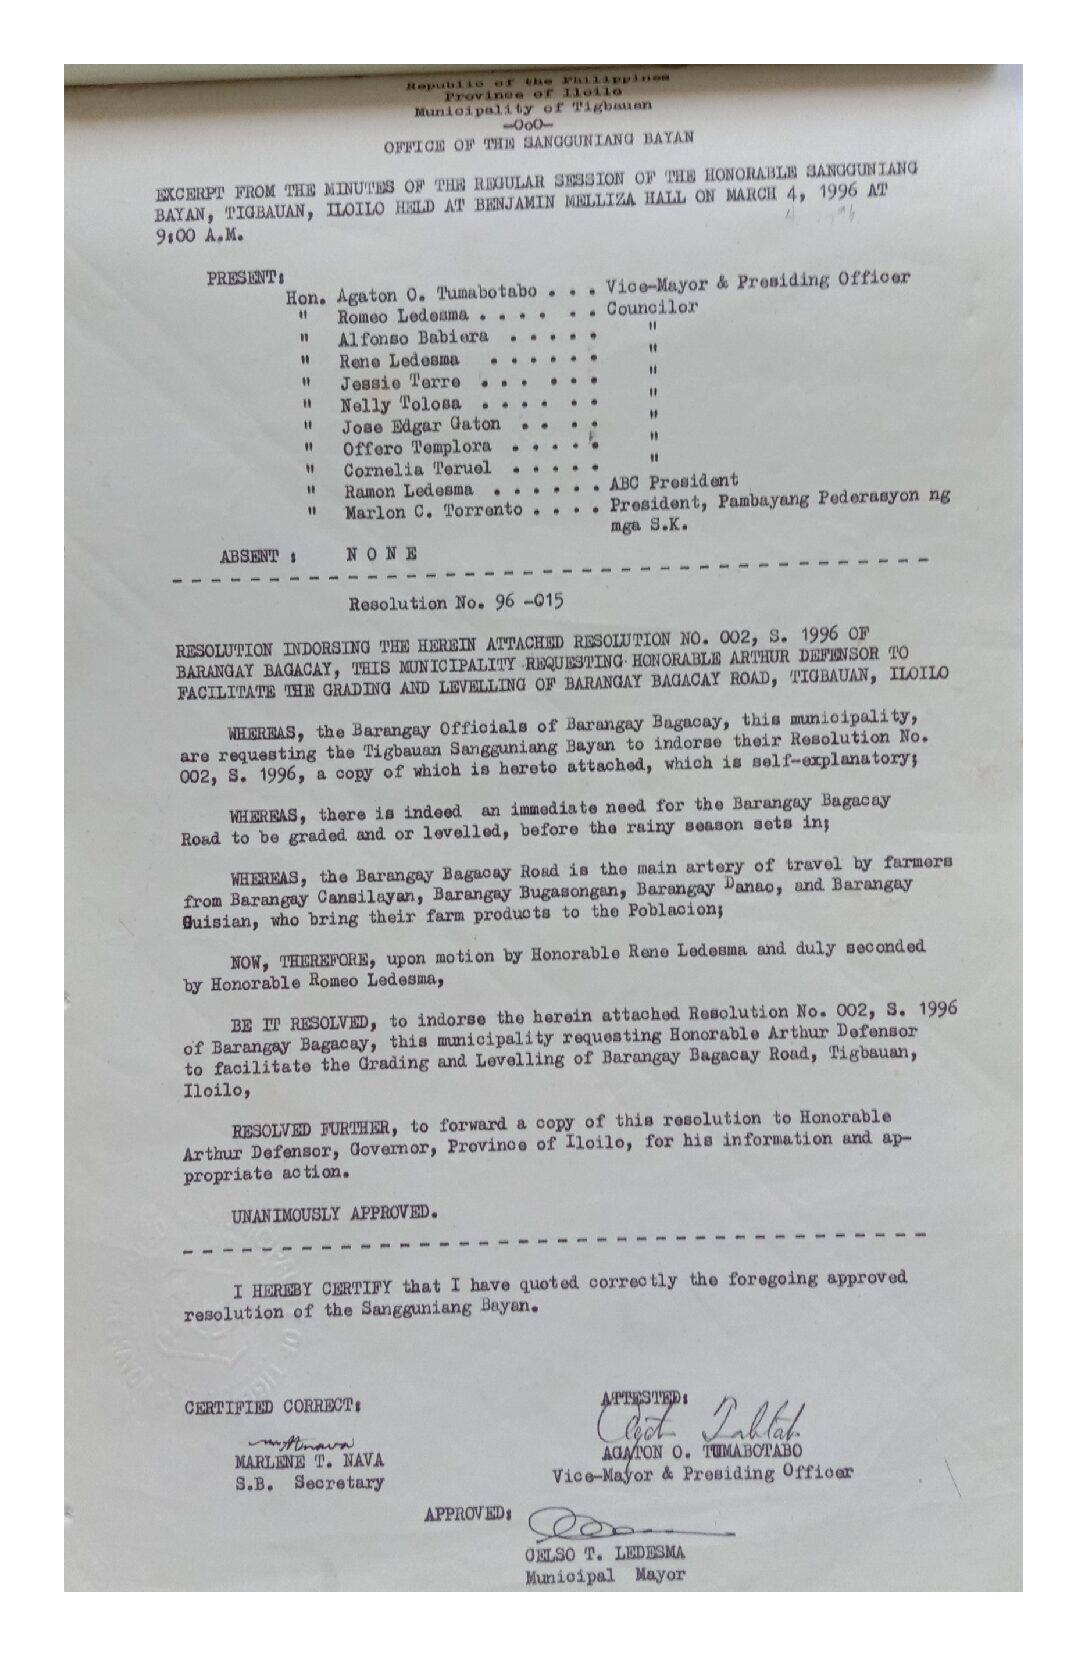 Republic of the Philippines
Province of Iloilo
Municipality of Tigbauan
-OoO-
OFFICE OF THE SANGGUNIANG BAYAN
EXCERPT FROM THE MINUTES OF THE REGULAR SESSION OF THE HONORABLE SANGGUNIANG
BAYAN, TIGBAUAN, ILOILO HELD AT BENJAMIN MELLIZA HALL ON MARCH 4, 1996 AT
9:00 A.M.
PRESENT:
Hon. Agaton O. Tumabotabo . . . Vice-Mayor & Presiding Officer
" Romeo Ledesma . . . . . . Councilor
" Alfonso Babiera . . . . . "
" Rene Ledesma . . . . . . "
" Jessie Terre . . . . . . "
" Nelly Tolosa . . . . . . "
" Jose Edgar Gaton . . . . "
" Offero Templora . . . . . "
" Cornelia Teruel . . . . . "
" Ramon Ledesma . . . . . . ABC President
" Marlon C. Torrento . . . . President, Pambayang Pederasyon ng
mga S.K.
ABSENT : N O N E
Resolution No. 96 -015
RESOLUTION INDORSING THE HEREIN ATTACHED RESOLUTION NO. 002, S. 1996 OF
BARANGAY BAGACAY, THIS MUNICIPALITY REQUESTING HONORABLE ARTHUR DEFENSOR TO
FACILITATE THE GRADING AND LEVELLING OF BARANGAY BAGACAY ROAD, TIGBAUAN, ILOILO
WHEREAS, the Barangay Officials of Barangay Bagacay, this municipality,
are requesting the Tigbauan Sangguniang Bayan to indorse their Resolution No.
002, S. 1996, a copy of which is hereto attached, which is self-explanatory;
WHEREAS, there is indeed an immediate need for the Barangay Bagacay
Road to be graded and or levelled, before the rainy season sets in;
WHEREAS, the Barangay Bagacay Road is the main artery of travel by farmers
from Barangay Cansilayan, Barangay Bugasongan, Barangay Danao, and Barangay
Guisian, who bring their farm products to the Poblacion;
NOW, THEREFORE, upon motion by Honorable Rene Ledesma and duly seconded
by Honorable Romeo Ledesma,
BE IT RESOLVED, to indorse the herein attached Resolution No. 002, S. 1996
of Barangay Bagacay, this municipality requesting Honorable Arthur Defensor
to facilitate the Grading and Levelling of Barangay Bagacay Road, Tigbauan,
Iloilo,
RESOLVED FURTHER, to forward a copy of this resolution to Honorable
Arthur Defensor, Governor, Province of Iloilo, for his information and ap-
propriate action.
UNANIMOUSLY APPROVED.
I HEREBY CERTIFY that I have quoted correctly the foregoing approved
resolution of the Sangguniang Bayan.
CERTIFIED CORRECT:
MARLENE T. NAVA
S.B. Secretary
ATTESTED:
AGATON O. TUMABOTABO
Vice-Mayor & Presiding Officer
APPROVED:
CELSO T. LEDESMA
Municipal Mayor